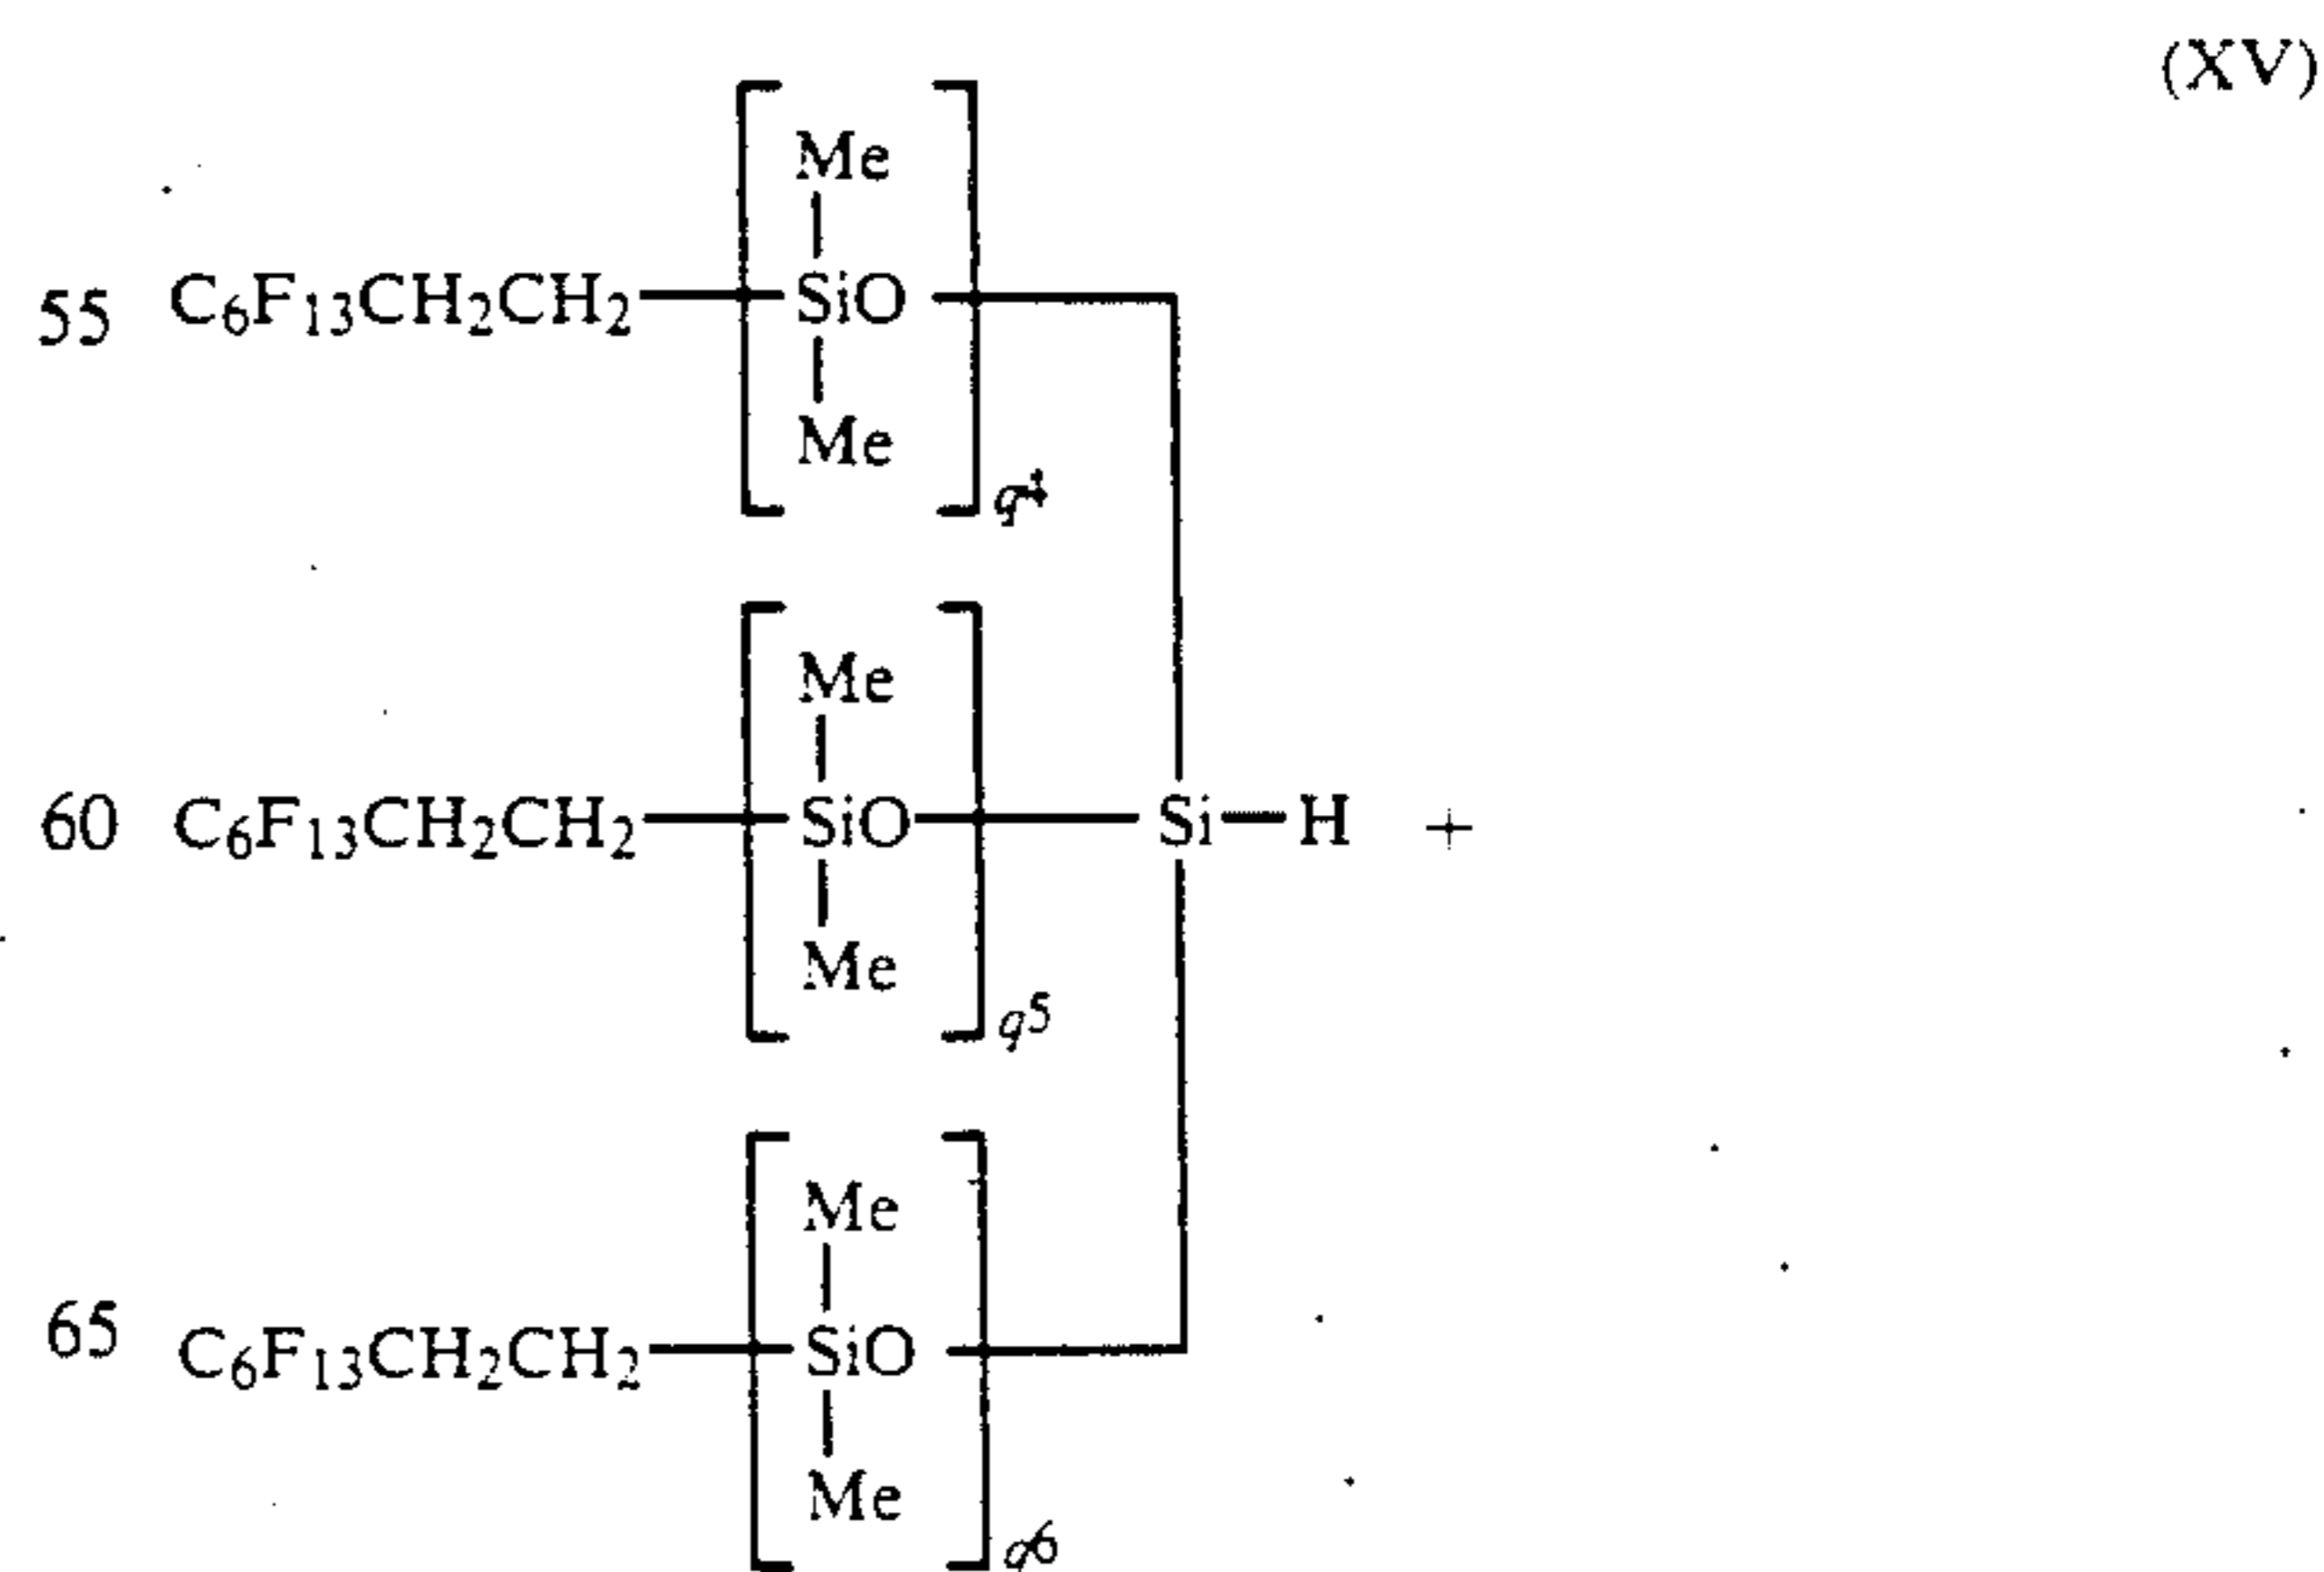 (XV)
Me
55 C6F13CH2CH2 SiO
Me
q4
Me
60 C6F13CH2CH2 SiO Si—H +
Me
q5
Me
65 C6F13CH2CH2 SiO
Me
q6